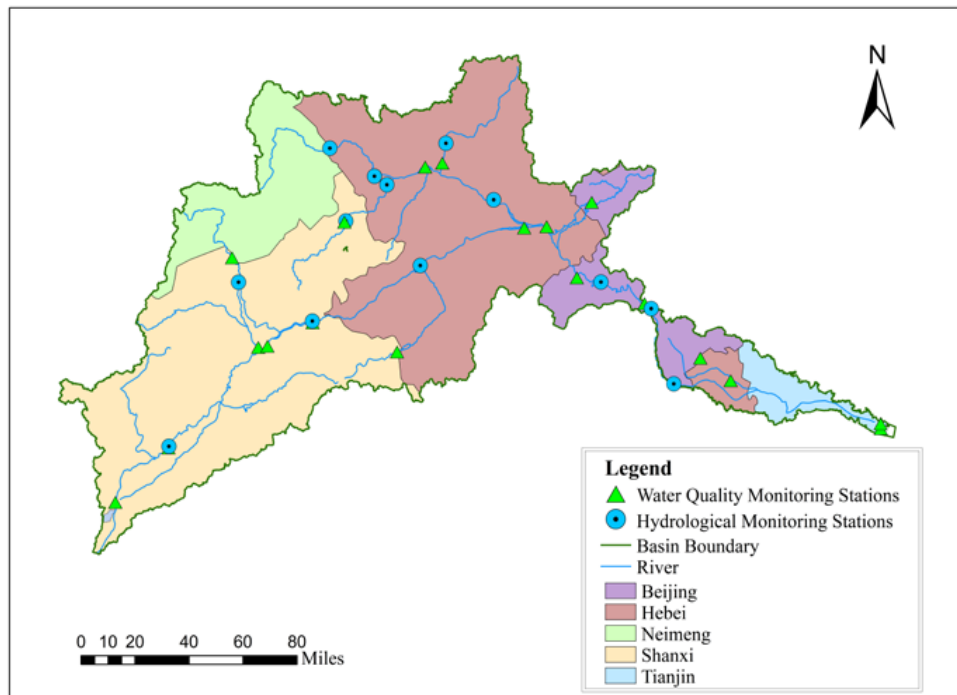 N
Legend
Water Quality Monitoring Stations
Hydrological Monitoring Stations
Basin Boundary
River
Beijing
Hebei
Neimeng
Shanxi
Tianjin
0 10 20 40 60 80
Miles